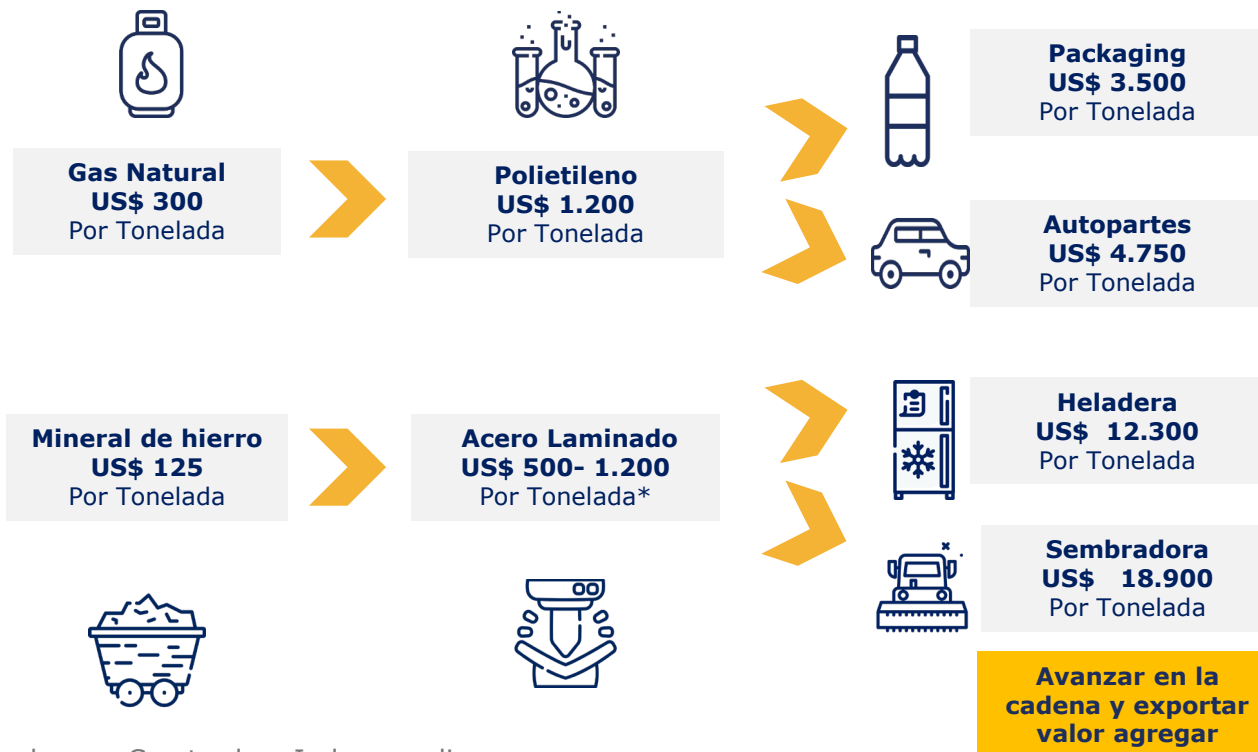 Packaging
US$ 3.500
Por Tonelada
Gas Natural
US$ 300
Por Tonelada
Polietileno
US$ 1.200
Por Tonelada
Autopartes
US$ 4.750
Por Tonelada
Mineral de hierro
US$ 125
Por Tonelada
Acero Laminado
US$ 500- 1.200
Por Tonelada*
Heladera
US$ 12.300
Por Tonelada
Sembradora
US$ 18.900
Por Tonelada
Avanzar en la
cadena y exportar
valor agregar